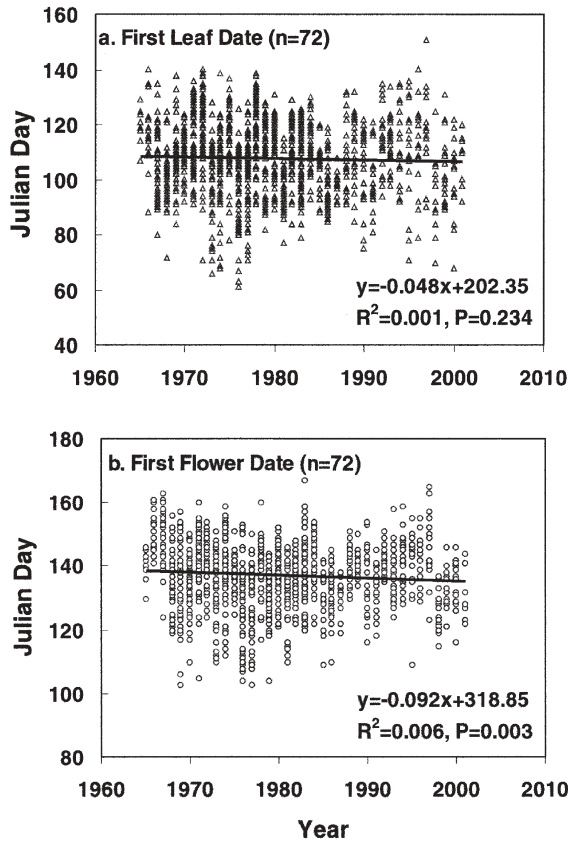 160
a. First Leaf Date (n=72)
140
120
100
80
60
40
Julian Day
y=-0.048x+202.35
R²=0.001, P=0.234
1960 1970 1980 1990 2000 2010
180
b. First Flower Date (n=72)
160
140
120
100
80
Julian Day
y=-0.092x+318.85
R²=0.006, P=0.003
1960 1970 1980 1990 2000 2010
Year